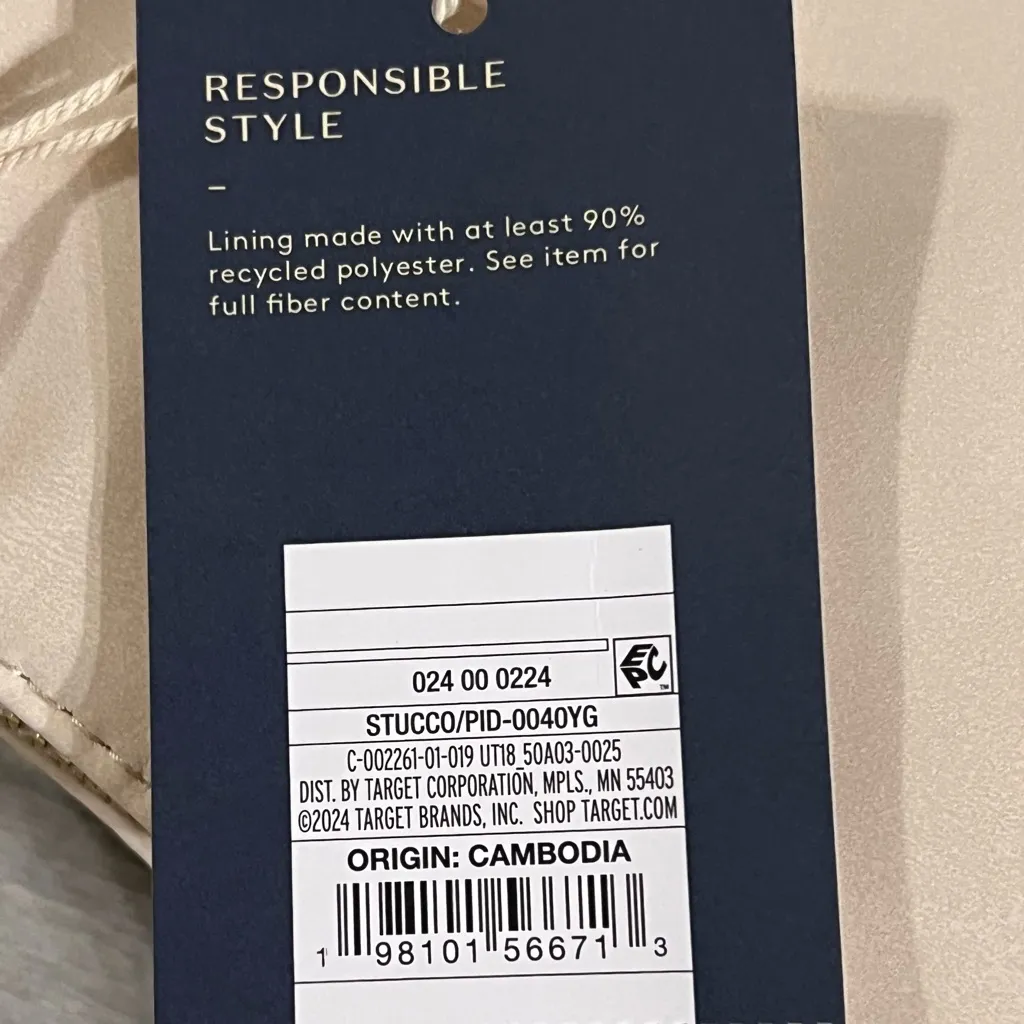 RESPONSIBLE
STYLE
–
Lining made with at least 90%
recycled polyester. See item for
full fiber content.
024 00 0224
EPC™
STUCCO/PID-0040YG
C-002261-01-019 UT18_50A03-0025
DIST. BY TARGET CORPORATION, MPLS., MN 55403
©2024 TARGET BRANDS, INC. SHOP TARGET.COM
ORIGIN: CAMBODIA
1 98101 56671 3